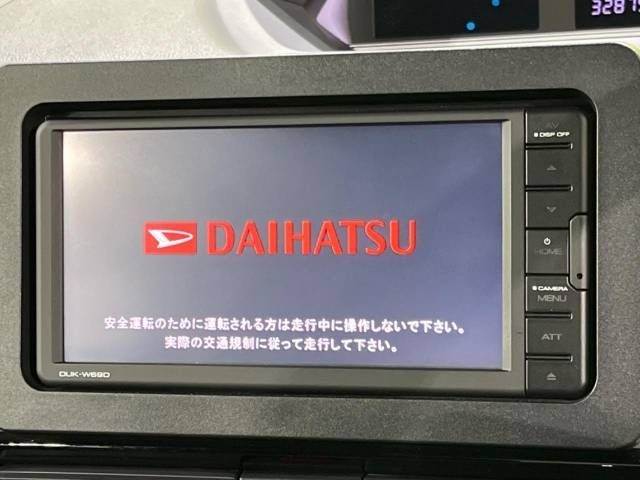 3287
AV
DISP OFF
DAIHATSU
HOME
CAMERA
MENU
安全運転のために運転される方は走行中に操作しないで下さい。
実際の交通規制に従って走行して下さい。
ATT
DUK-W69D